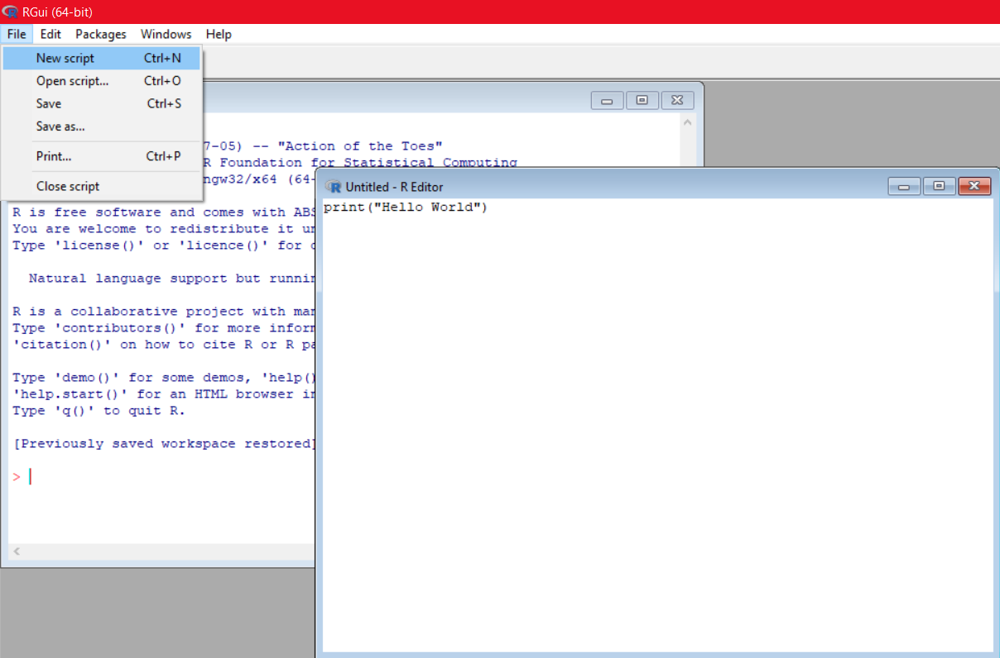 RGui (64-bit)
File Edit Packages Windows Help
New script Ctrl+N
Open script... Ctrl+O
Save Ctrl+S
Save as...
Print... Ctrl+P
Close script
7-05) -- "Action of the Toes"
R Foundation for Statistical Computing
ngw32/x64 (64-
R is free software and comes with ABS
You are welcome to redistribute it un
Type 'license()' or 'licence()' for d
Natural language support but runnin
R is a collaborative project with man
Type 'contributors()' for more inform
'citation()' on how to cite R or R pa
Type 'demo()' for some demos, 'help()
'help.start()' for an HTML browser in
Type 'q()' to quit R.
[Previously saved workspace restored]
>
Untitled - R Editor
print("Hello World")